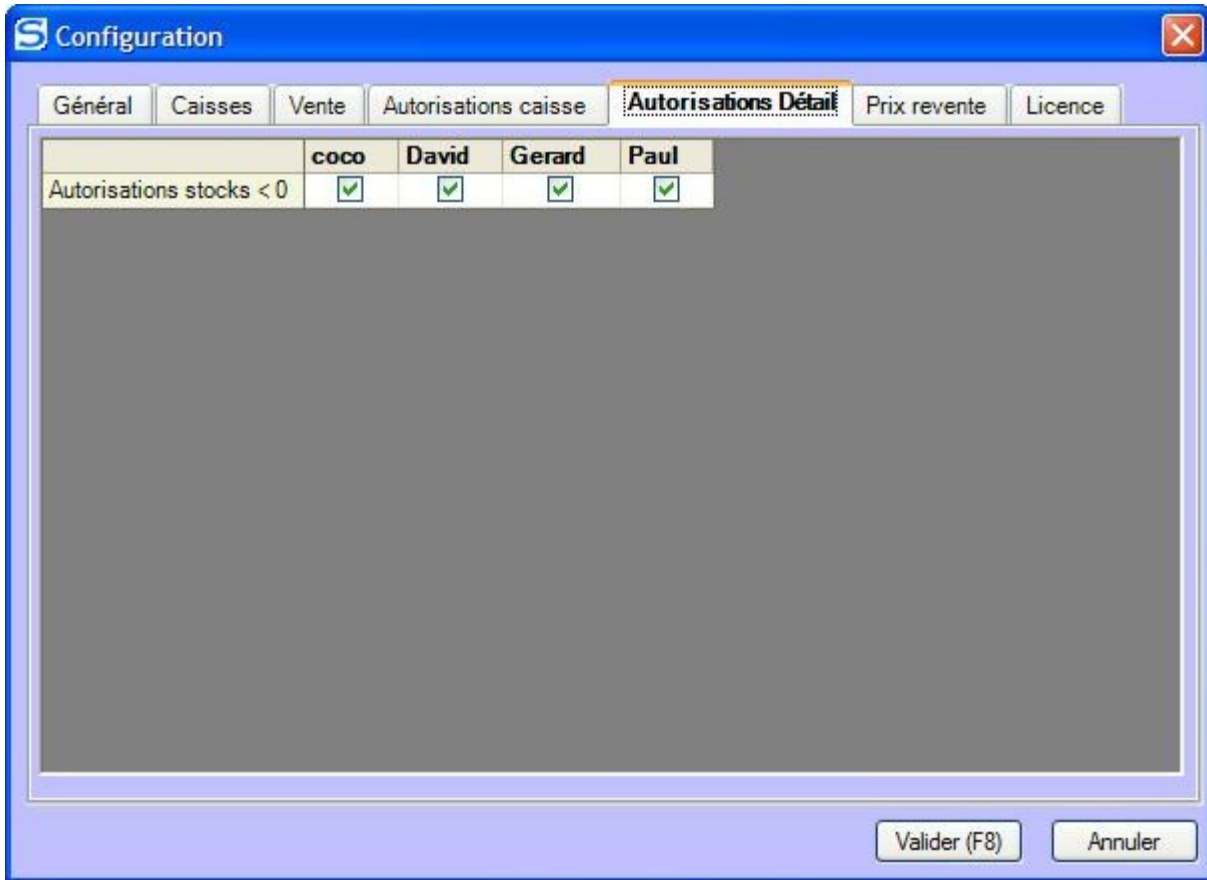 S Configuration
Général Caisses Vente Autorisations caisse Autorisations Détail Prix revente Licence
coco David Gerard Paul
Autorisations stocks < 0
Valider (F8) Annuler